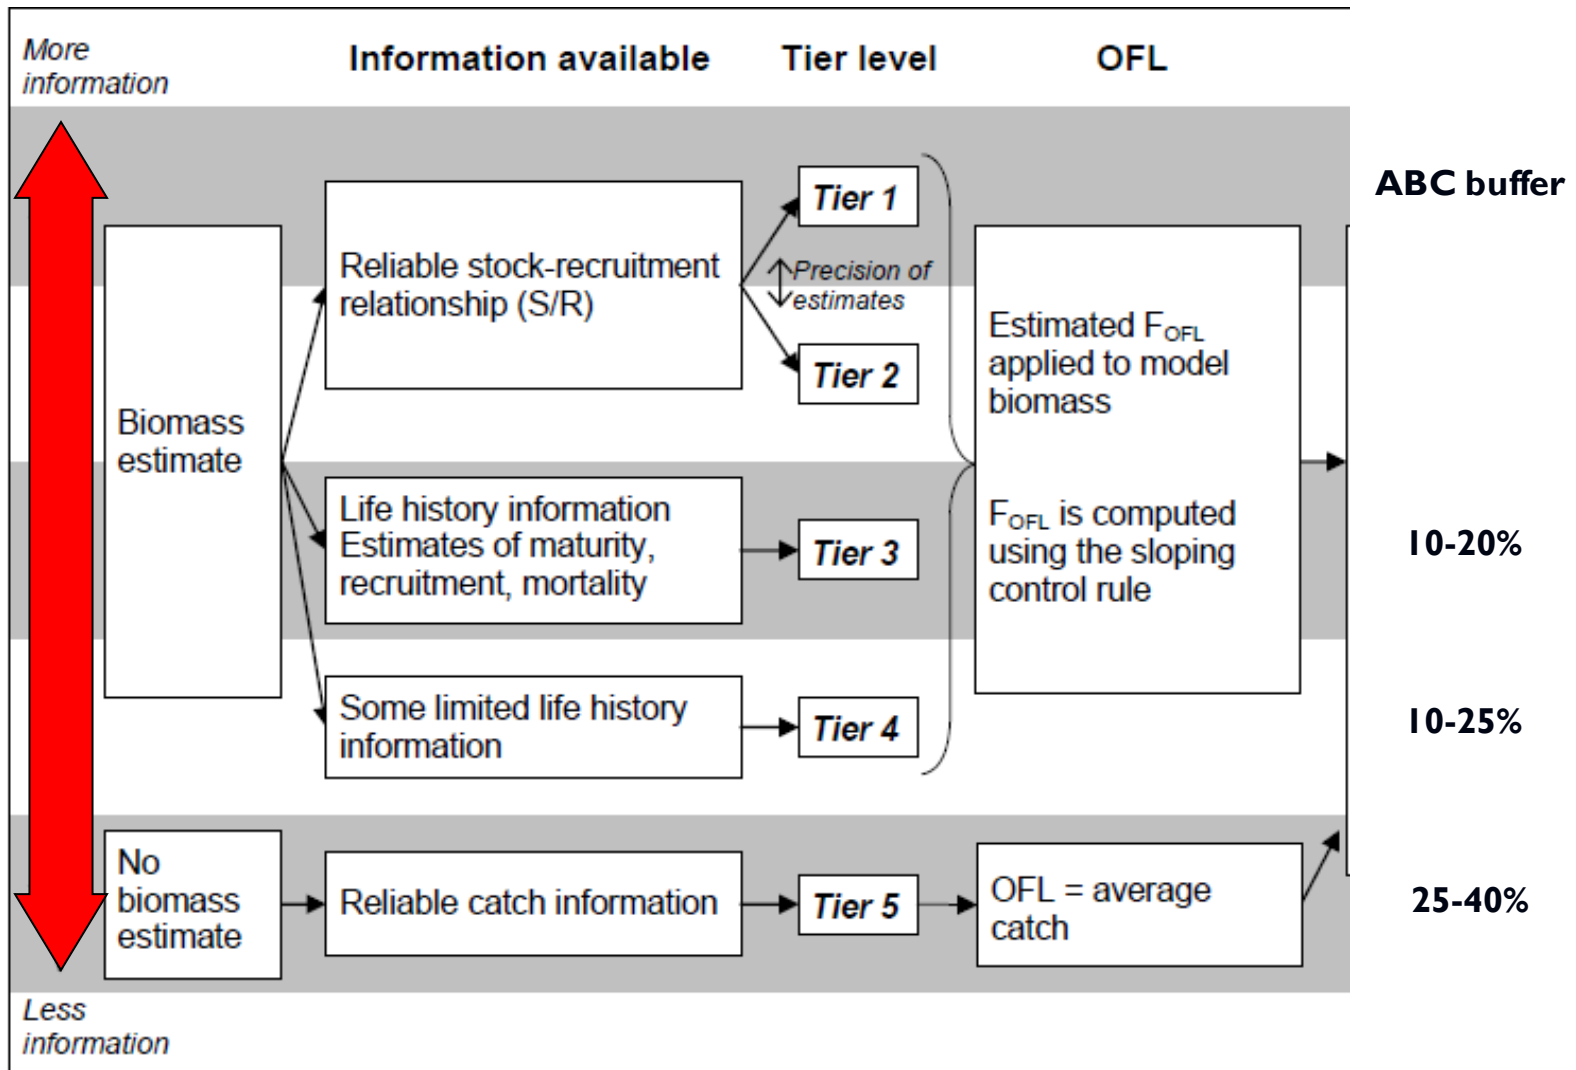 More
information
Information available
Tier level
OFL
ABC buffer
Biomass
estimate
Reliable stock-recruitment
relationship (S/R)
Tier 1
Precision of
estimates
Tier 2
Life history information
Estimates of maturity,
recruitment, mortality
Tier 3
Some limited life history
information
Tier 4
Estimated FOFL
applied to model
biomass
FOFL is computed
using the sloping
control rule
10-20%
10-25%
No
biomass
estimate
Reliable catch information
Tier 5
OFL = average
catch
25-40%
Less
information